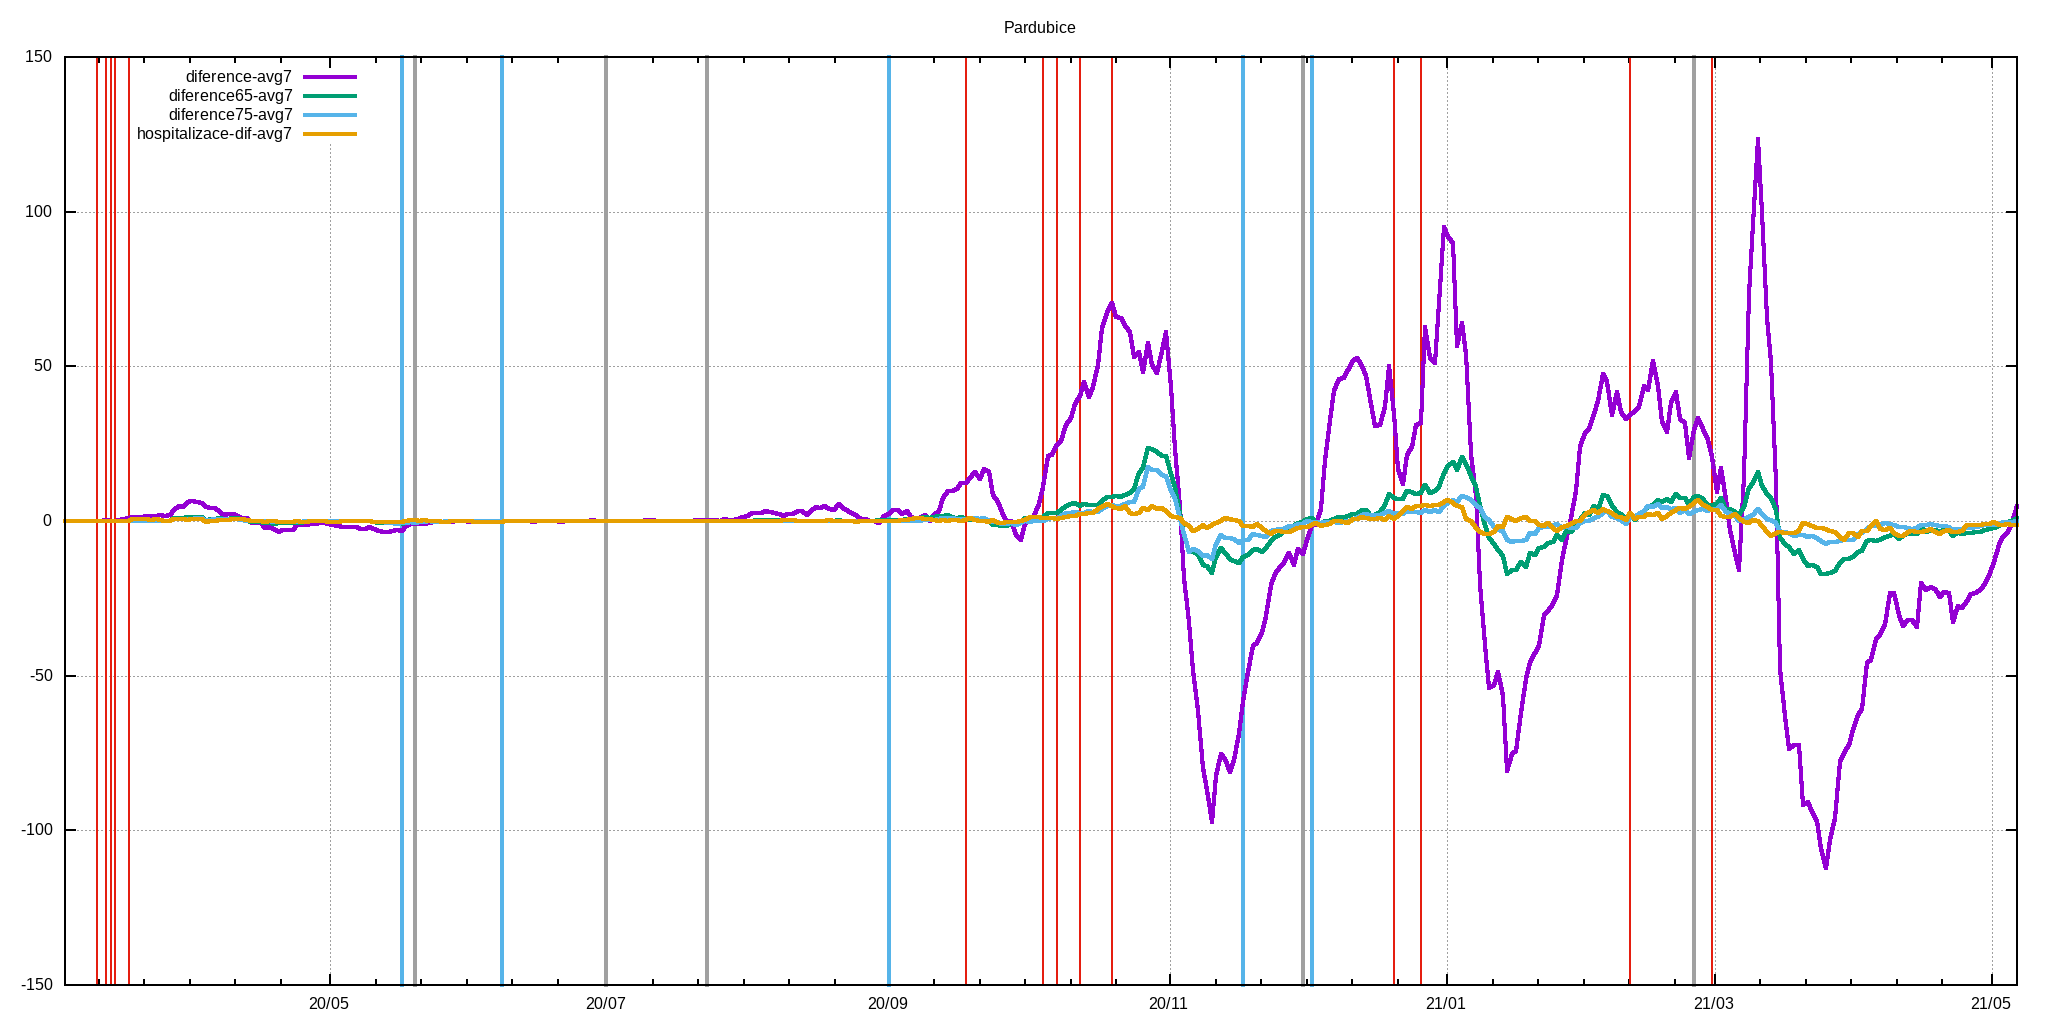 Pardubice
diference-avg7
diference65-avg7
diference75-avg7
hospitalizace-dif-avg7
150
100
50
0
-50
-100
-150
20/05
20/07
20/09
20/11
21/01
21/03
21/05